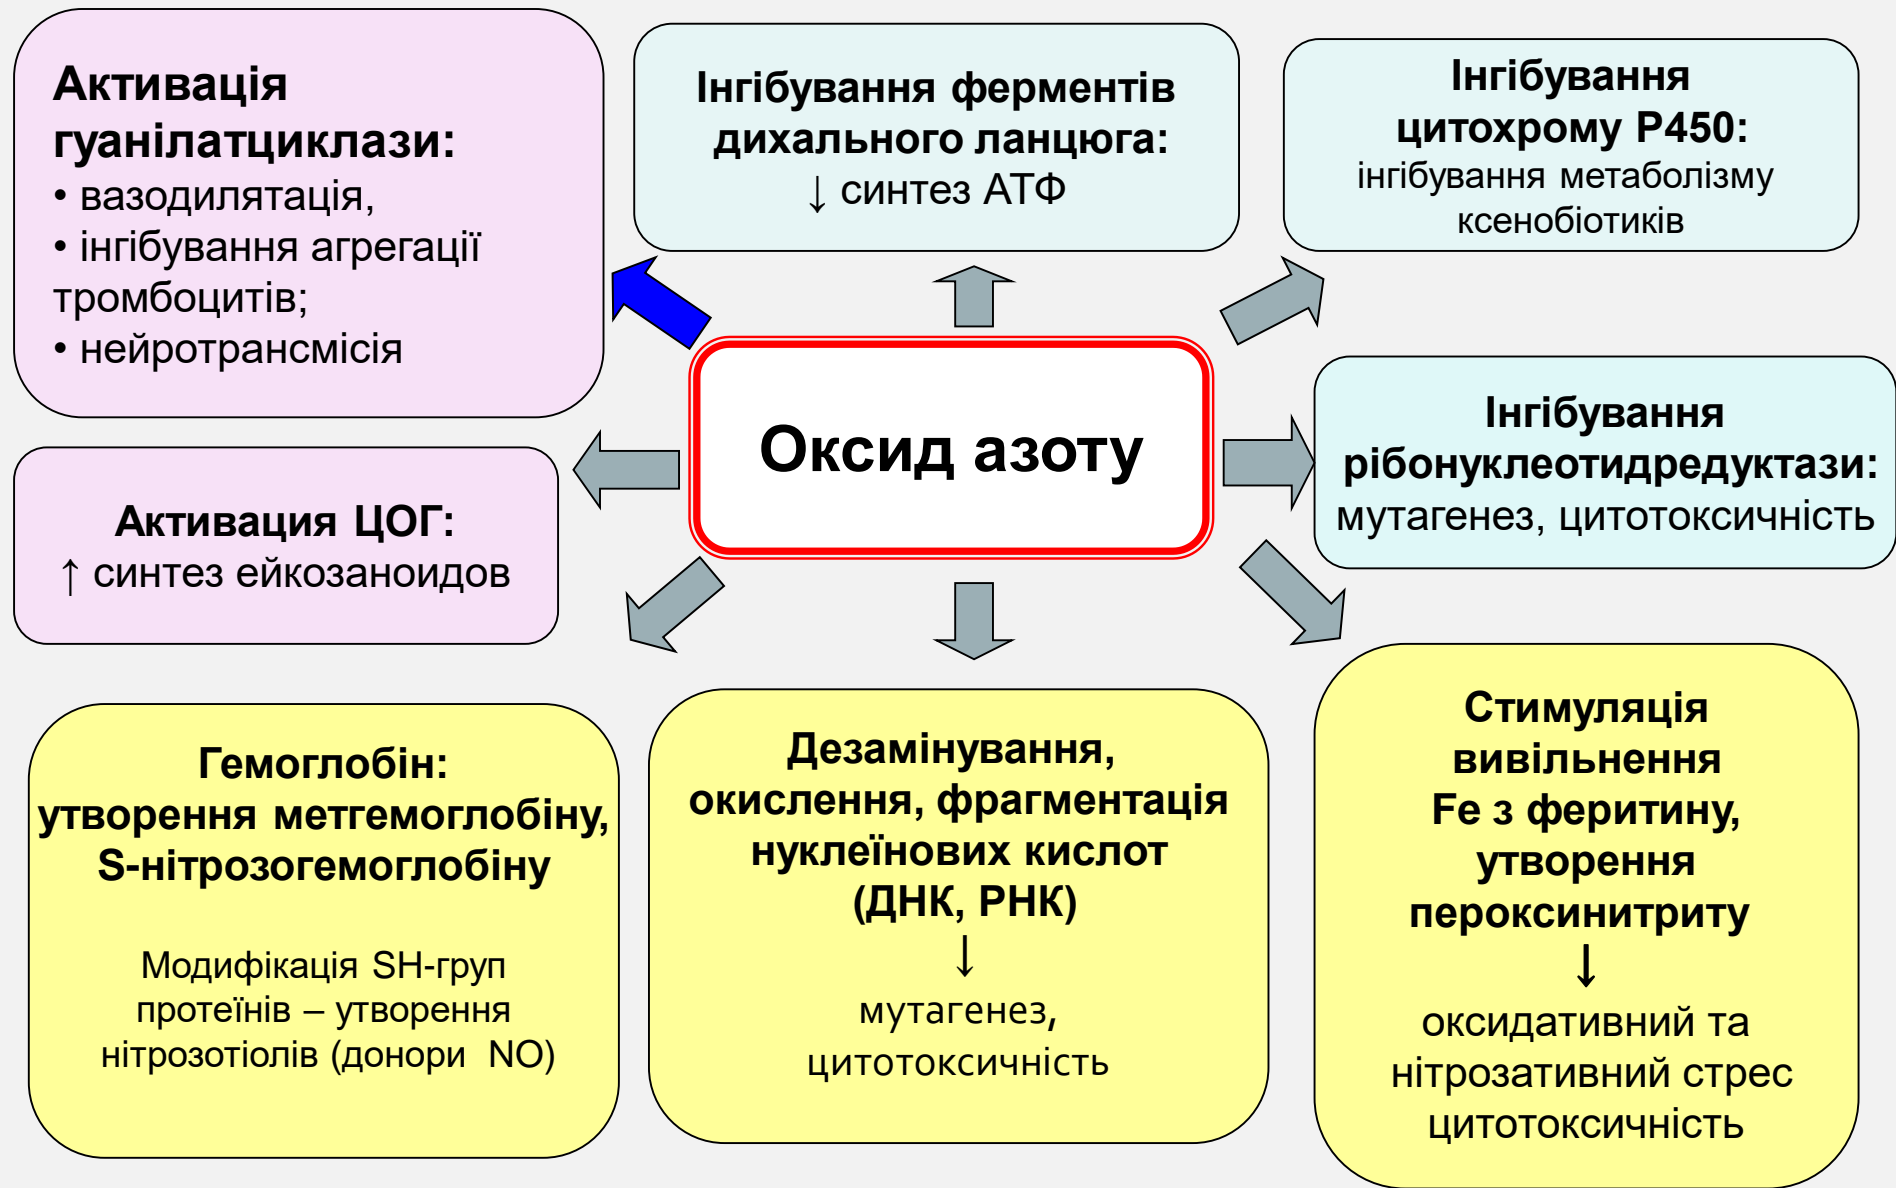 Активація
гуанілатциклази:
• вазодилятація,
• інгібування агрегації
тромбоцитів;
• нейротрансмісія
Інгібування ферментів
дихального ланцюга:
↓ синтез АТФ
Інгібування
цитохрому Р450:
інгібування метаболізму
ксенобіотиків
Оксид азоту
Інгібування
рібонуклеотидредуктази:
мутагенез, цитотоксичність
Активация ЦОГ:
↑ синтез ейкозаноидов
Гемоглобін:
утворення метгемоглобіну,
S-нітрозогемоглобіну
Модифікація SH-груп
протеїнів – утворення
нітрозотіолів (донори NO)
Дезамінування,
окислення, фрагментація
нуклеїнових кислот
(ДНК, РНК)
↓
мутагенез,
цитотоксичність
Стимуляція
вивільнення
Fe з феритину,
утворення
пероксинитриту
↓
оксидативний та
нітрозативний стрес
цитотоксичність